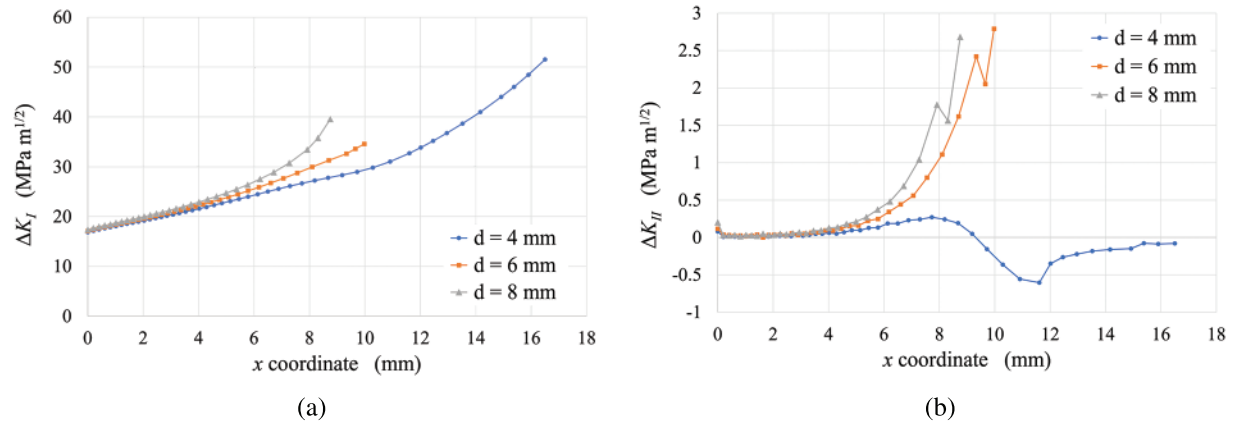 60
50
40
30
20
10
0
ΔK_I (MPa m^{1/2})
d = 4 mm
d = 6 mm
d = 8 mm
0 2 4 6 8 10 12 14 16 18
x coordinate (mm)
(a)
3
2.5
2
1.5
1
0.5
0
-0.5
-1
ΔK_{II} (MPa m^{1/2})
d = 4 mm
d = 6 mm
d = 8 mm
0 2 4 6 8 10 12 14 16 18
x coordinate (mm)
(b)